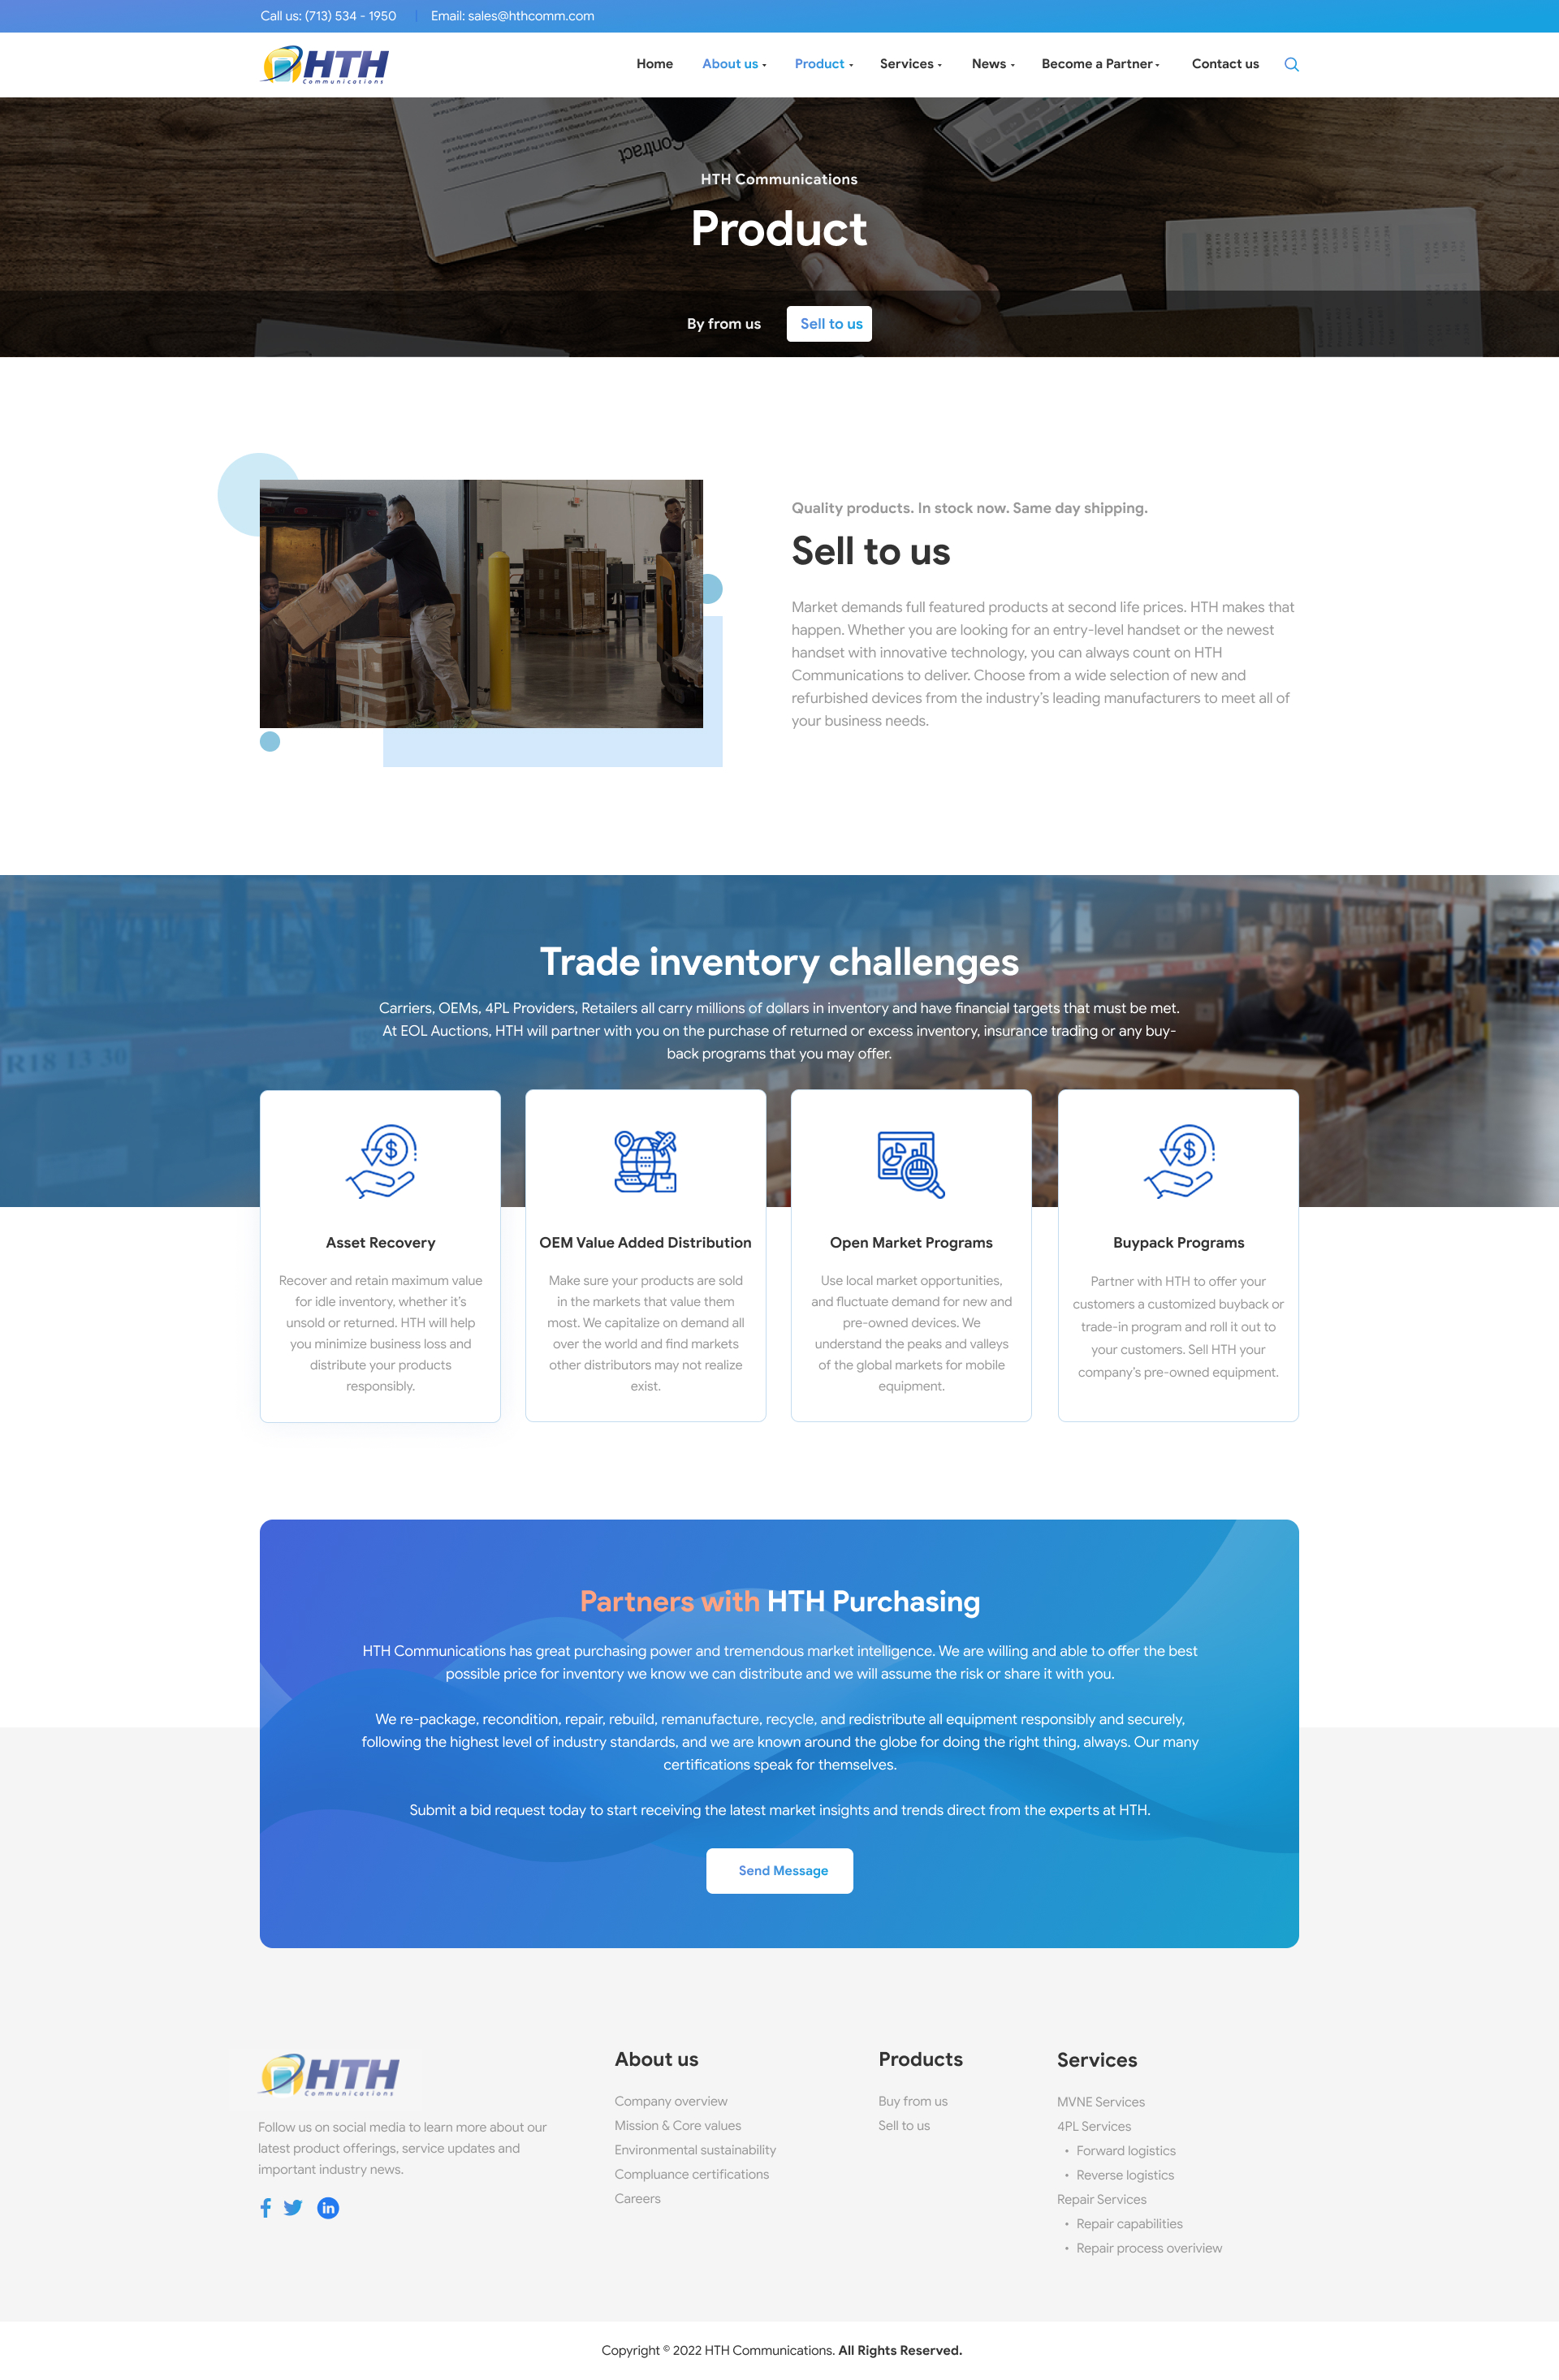 Call us: (713) 534 - 1950 | Email: sales@hthcomm.com
HTH
Communications
Home About us Product Services News Become a Partner Contact us
Contract
HTH Communications
Product
By from us Sell to us
Quality products. In stock now. Same day shipping.
Sell to us
Market demands full featured products at second life prices. HTH makes that
happen. Whether you are looking for an entry-level handset or the newest
handset with innovative technology, you can always count on HTH
Communications to deliver. Choose from a wide selection of new and
refurbished devices from the industry’s leading manufacturers to meet all of
your business needs.
Trade inventory challenges
Carriers, OEMs, 4PL Providers, Retailers all carry millions of dollars in inventory and have financial targets that must be met.
At EOL Auctions, HTH will partner with you on the purchase of returned or excess inventory, insurance trading or any buy-
back programs that you may offer.
R18 13 30
Asset Recovery
Recover and retain maximum value
for idle inventory, whether it’s
unsold or returned. HTH will help
you minimize business loss and
distribute your products
responsibly.
OEM Value Added Distribution
Make sure your products are sold
in the markets that value them
most. We capitalize on demand all
over the world and find markets
other distributors may not realize
exist.
Open Market Programs
Use local market opportunities,
and fluctuate demand for new and
pre-owned devices. We
understand the peaks and valleys
of the global markets for mobile
equipment.
Buypack Programs
Partner with HTH to offer your
customers a customized buyback or
trade-in program and roll it out to
your customers. Sell HTH your
company’s pre-owned equipment.
Partners with HTH Purchasing
HTH Communications has great purchasing power and tremendous market intelligence. We are willing and able to offer the best
possible price for inventory we know we can distribute and we will assume the risk or share it with you.
We re-package, recondition, repair, rebuild, remanufacture, recycle, and redistribute all equipment responsibly and securely,
following the highest level of industry standards, and we are known around the globe for doing the right thing, always. Our many
certifications speak for themselves.
Submit a bid request today to start receiving the latest market insights and trends direct from the experts at HTH.
Send Message
HTH
Communications
Follow us on social media to learn more about our
latest product offerings, service updates and
important industry news.
About us
Company overview
Mission & Core values
Environmental sustainability
Compluance certifications
Careers
Products
Buy from us
Sell to us
Services
MVNE Services
4PL Services
• Forward logistics
• Reverse logistics
Repair Services
• Repair capabilities
• Repair process overiview
Copyright © 2022 HTH Communications. All Rights Reserved.